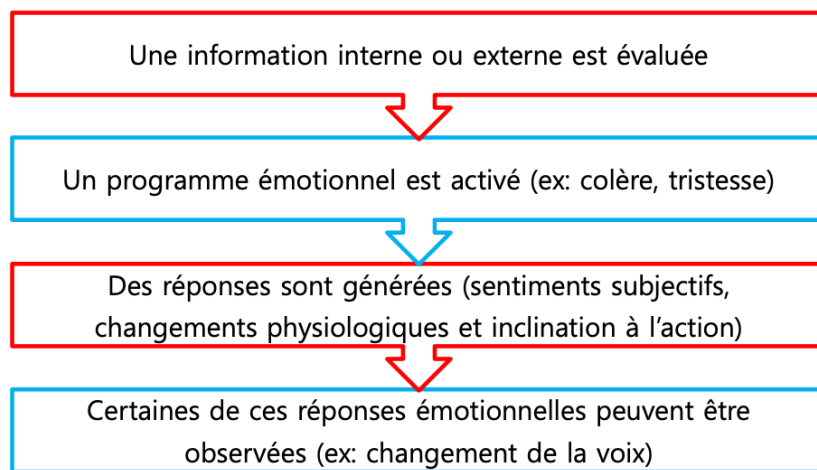 Une information interne ou externe est évaluée
Un programme émotionnel est activé (ex: colère, tristesse)
Des réponses sont générées (sentiments subjectifs,
changements physiologiques et inclination à l'action)
Certaines de ces réponses émotionnelles peuvent être
observées (ex: changement de la voix)